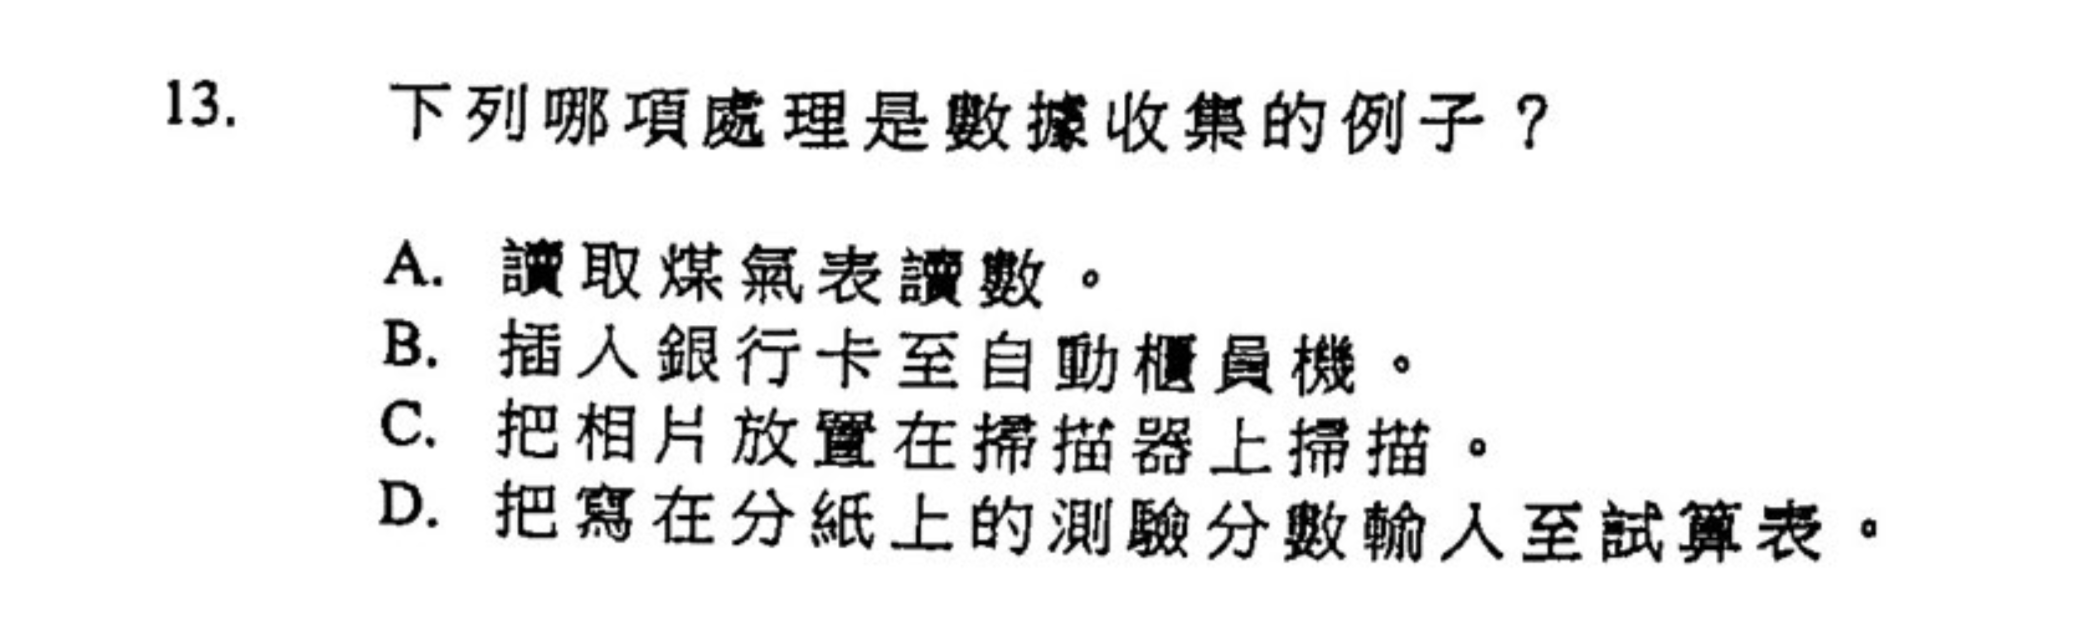 13. 下列哪項處理是數據收集的例子？
A. 讀取煤氣表讀數。
B. 插入銀行卡至自動櫃員機。
C. 把相片放置在掃描器上掃描。
D. 把寫在分紙上的測驗分數輸入至試算表。